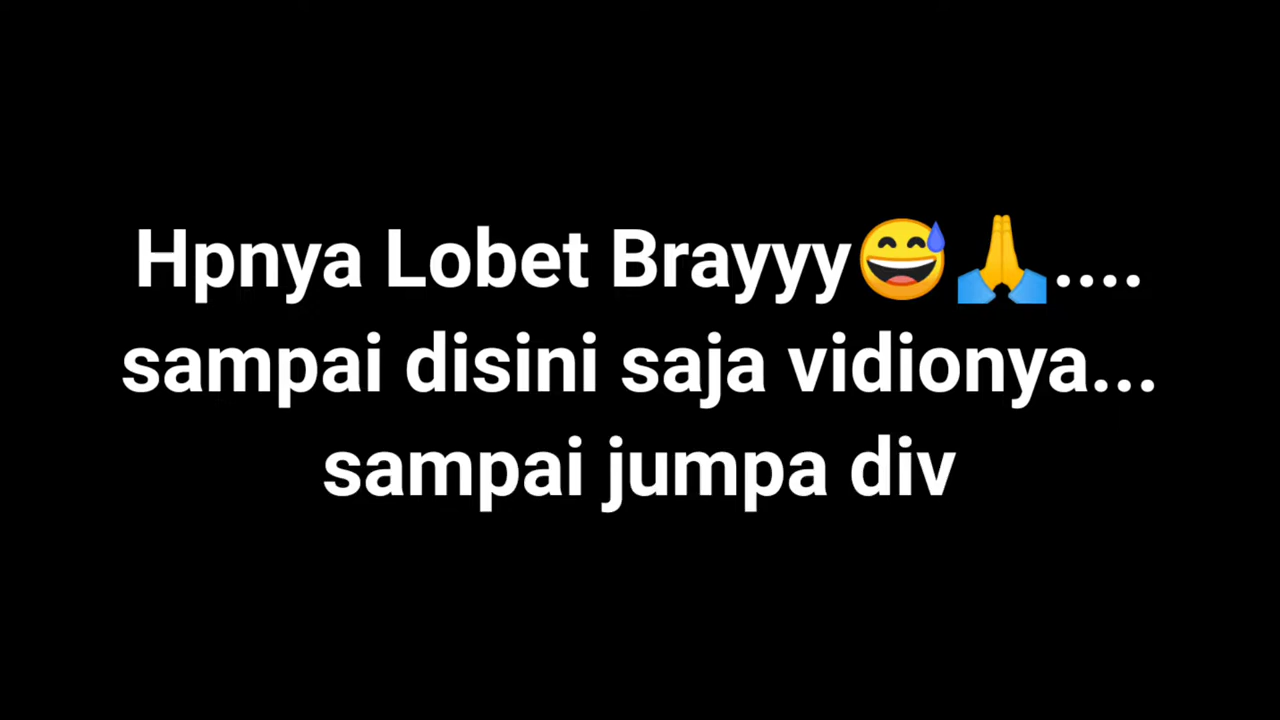 Hpnya Lobet Brayyy😅🙏....
sampai disini saja vidionya...
sampai jumpa div